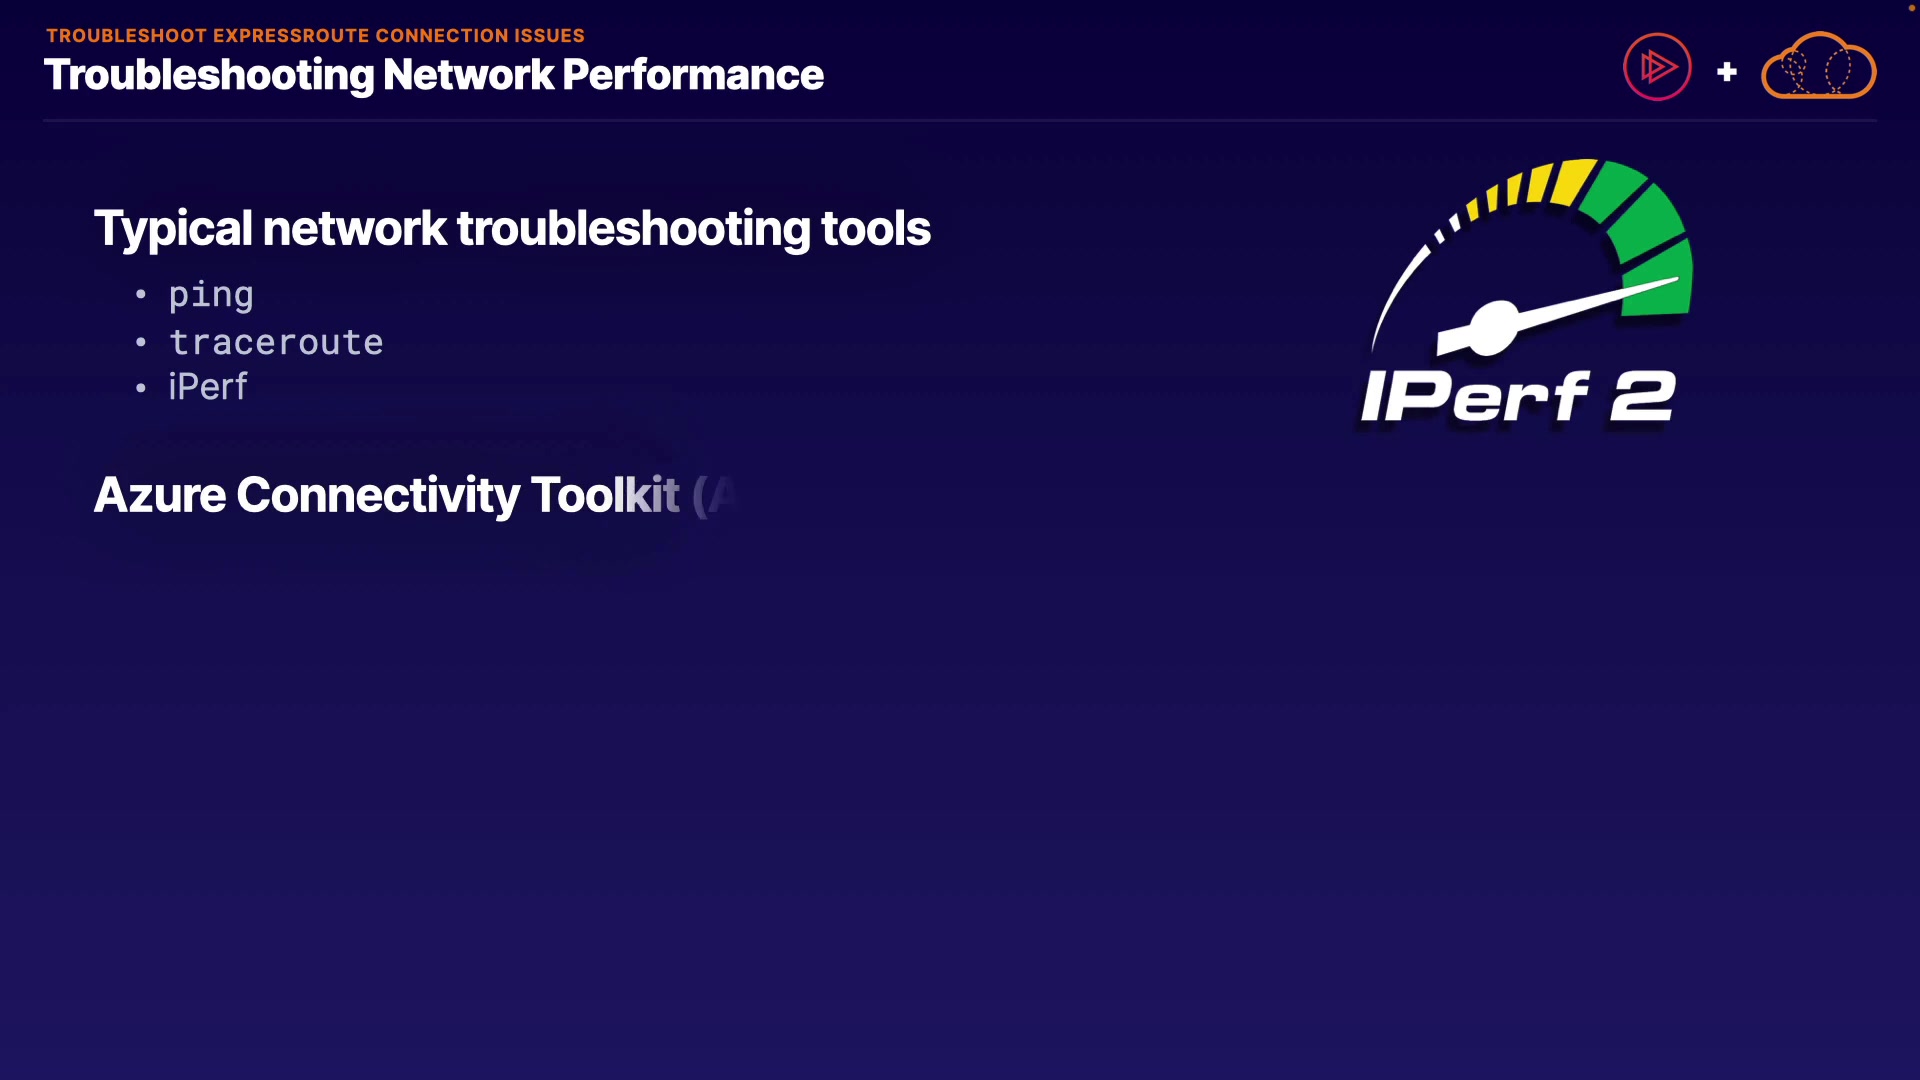 TROUBLESHOOT EXPRESSROUTE CONNECTION ISSUES
Troubleshooting Network Performance
Typical network troubleshooting tools
• ping
• traceroute
• iPerf
IPerf 2
Azure Connectivity Toolkit (A